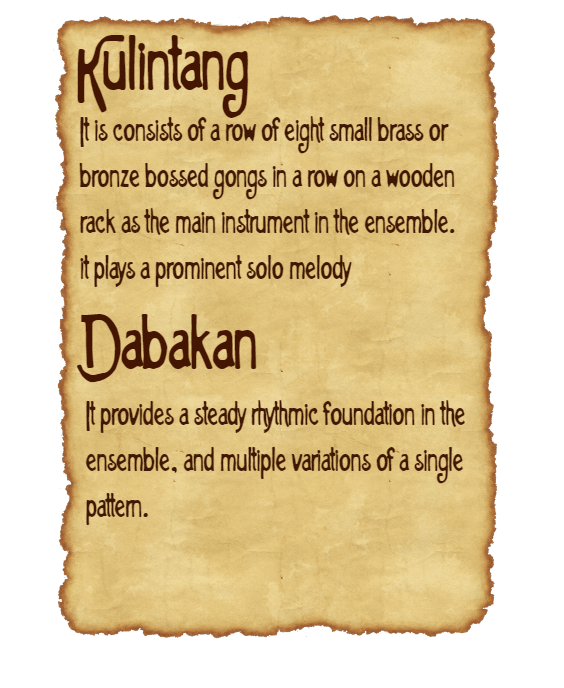 Kulintang
It is consists of a row of eight small brass or
bronze bossed gongs in a row on a wooden
rack as the main instrument in the ensemble.
it plays a prominent solo melody
Dabakan
It provides a steady rhythmic foundation in the
ensemble, and multiple variations of a single
pattern.